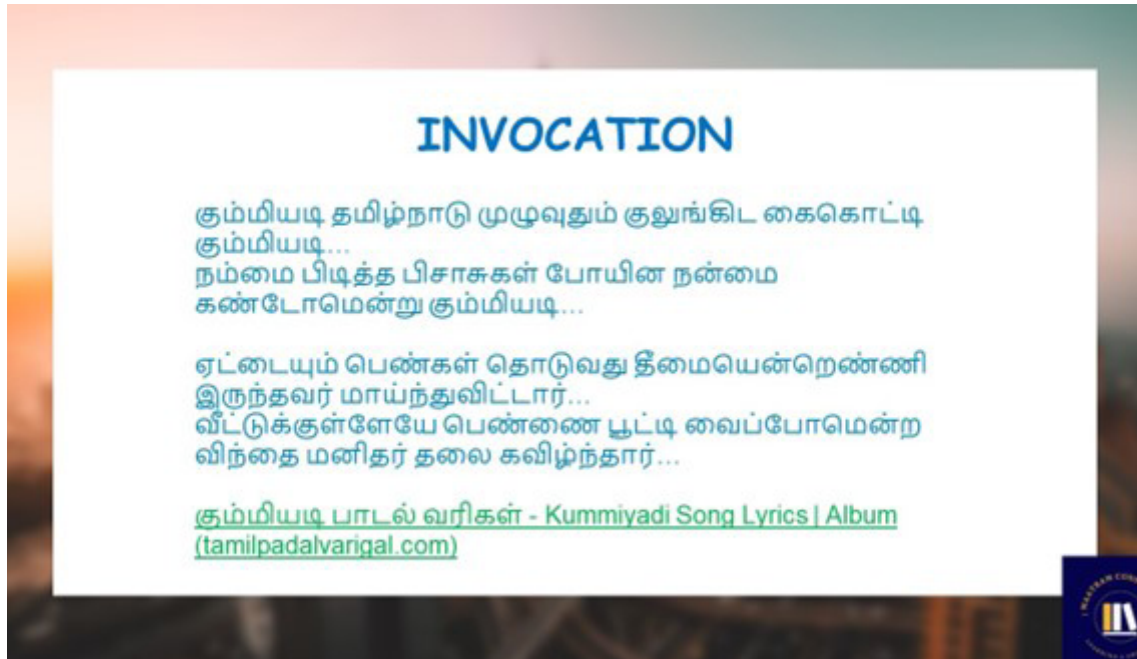 INVOCATION
கும்மியடி தமிழ்நாடு முழுவுதும் குலுங்கிட கைகொட்டி
கும்மியடி...
நம்மை பிடித்த பிசாசுகள் போயின நன்மை
கண்டோமென்று கும்மியடி...
ஏட்டையும் பெண்கள் தொடுவது தீமையென்றெண்ணி
இருந்தவர் மாய்ந்துவிட்டார்...
வீட்டுக்குள்ளேயே பெண்ணை பூட்டி வைப்போமென்ற
விந்தை மனிதர் தலை கவிழ்ந்தார்...
கும்மியடி பாடல் வரிகள் - Kummiyadi Song Lyrics | Album
(tamilpadalvarigal.com)